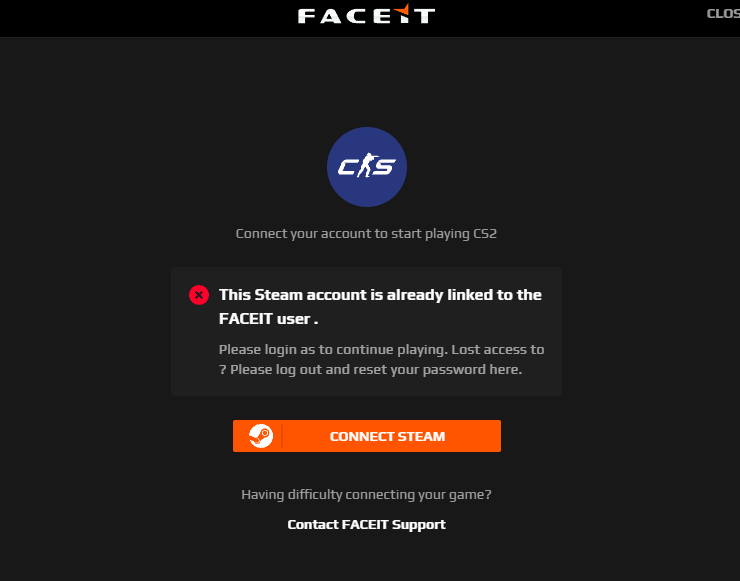 FACEIT
CLOS
CS
Connect your account to start playing CS2
This Steam account is already linked to the
FACEIT user .
Please login as to continue playing. Lost access to
? Please log out and reset your password here.
CONNECT STEAM
Having difficulty connecting your game?
Contact FACEIT Support